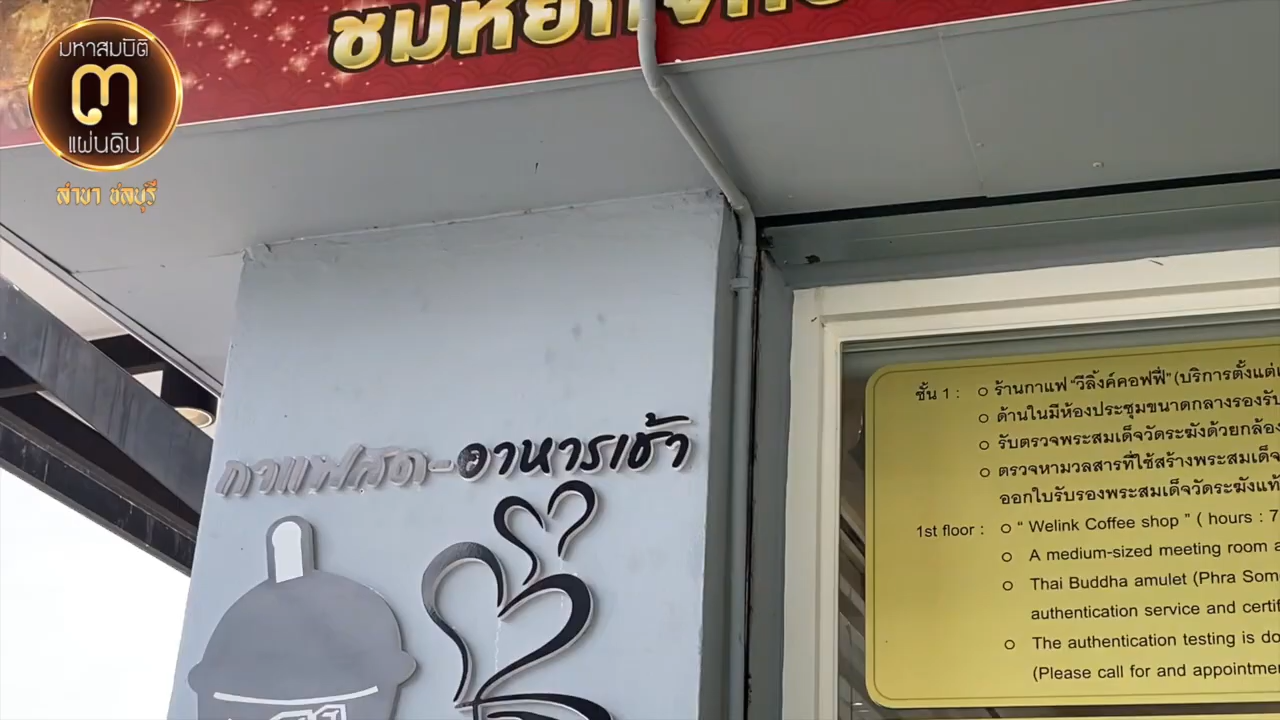 มหาสมบัติ
๓
แผ่นดิน
สำมา ชลบุรี
กาแฟสด-อาหารเช้า
ชั้น 1 : ร้านกาแฟ “วีลิ้งค์คอฟฟี่” (บริการตั้งแต่
ด้านในมีห้องประชุมขนาดกลางรองรับ
รับตรวจพระสมเด็จวัดระฆังด้วยกล้อง
ตรวจหามวลสารที่ใช้สร้างพระสมเด็จ
ออกใบรับรองพระสมเด็จวัดระฆังแท้
1st floor : “ Welink Coffee shop ” ( hours : 7
A medium-sized meeting room
Thai Buddha amulet (Phra Som
authentication service and certif
The authentication testing is do
(Please call for and appointme